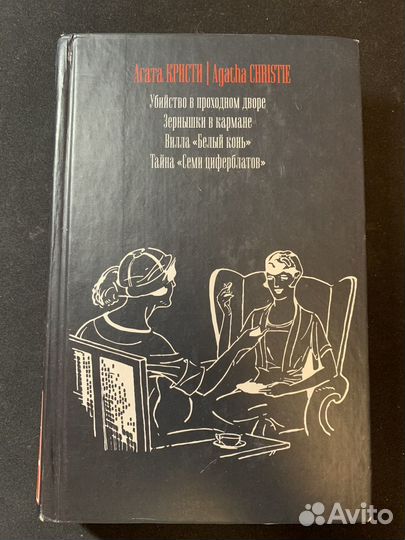 Агата КРИСТИ | Agatha CHRISTIE
Убийство в проходном дворе
Зернышки в кармане
Вилла «Белый конь»
Тайна «Семи циферблатов»
Avito